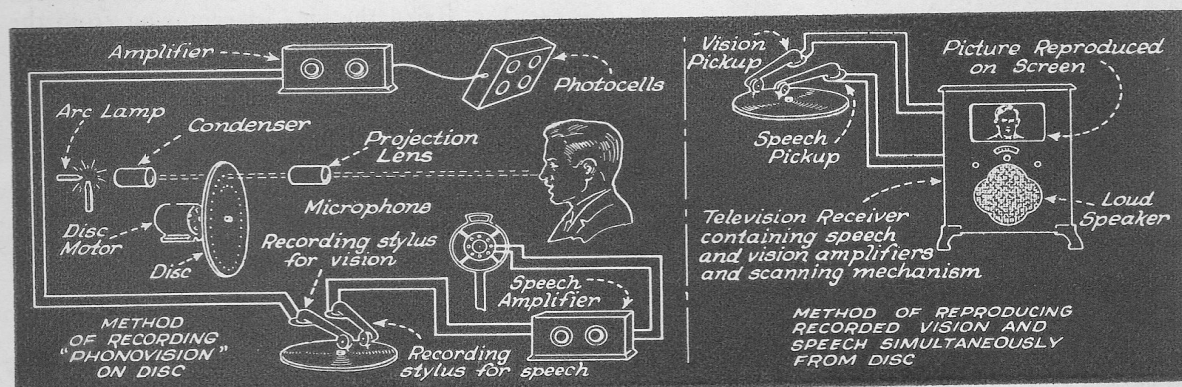 Amplifier
Photocells
Arc Lamp
Condenser
Projection
Lens
Microphone
Disc
Motor
Disc
Recording stylus
for vision
Speech
Amplifier
METHOD
OF RECORDING
"PHONOVISION"
ON DISC
Recording
stylus for speech
Vision
Pickup
Picture Reproduced
on Screen
Speech
Pickup
Loud
Speaker
Television Receiver
containing speech
and vision amplifiers
and scanning mechanism
METHOD OF REPRODUCING
RECORDED VISION AND
SPEECH SIMULTANEOUSLY
FROM DISC